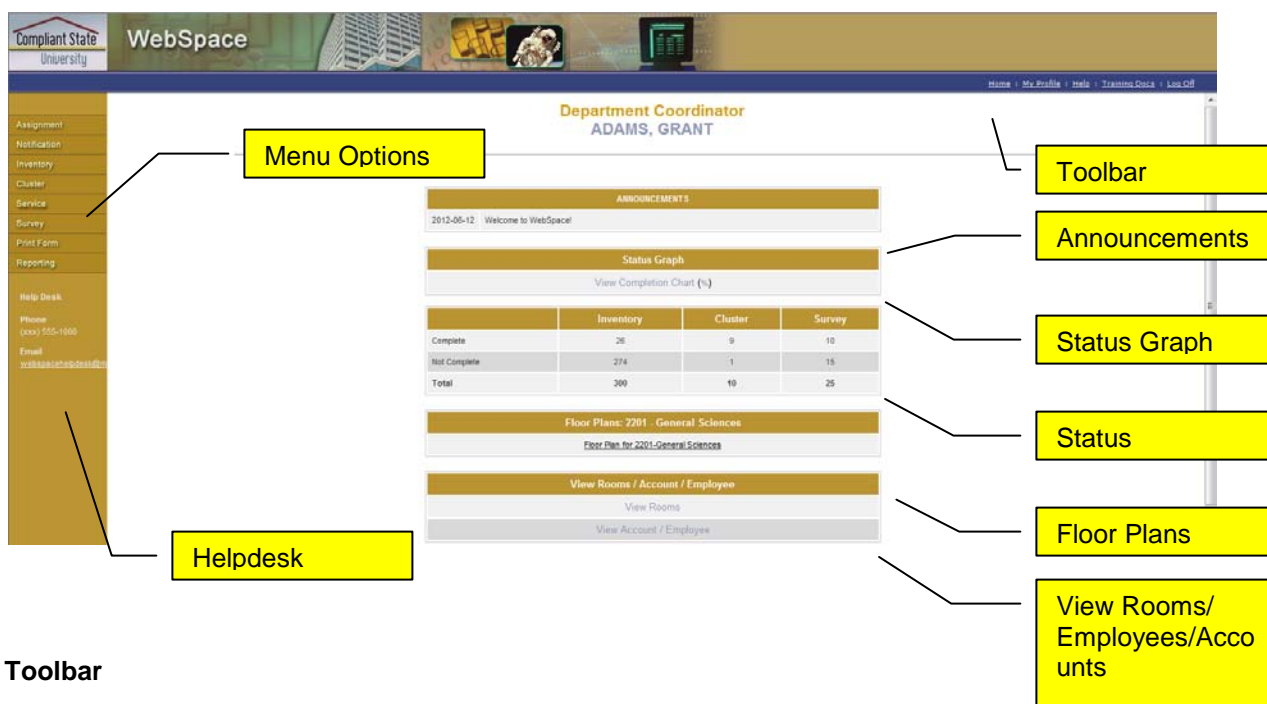 Compliant State
University
WebSpace
Home | My Profile | Help | Training Docs | Log Off
Department Coordinator
ADAMS, GRANT
Assignment
Notification
Inventory
Cluster
Service
Survey
Print Form
Reporting
Help Desk
Phone
(xxx) 555-1000
Email
Menu Options
Toolbar
ANNOUNCEMENTS
2012-06-12 Welcome to WebSpace!
Announcements
Status Graph
View Completion Chart (%)
Status Graph
Inventory Cluster Survey
Complete 26 9 10
Not Complete 274 1 15
Total 300 10 25
Status
Floor Plans: 2201 - General Sciences
Floor Plan for 2201-General Sciences
Floor Plans
View Rooms / Account / Employee
View Rooms
View Account / Employee
Helpdesk
View Rooms/
Employees/Acco
unts
Toolbar